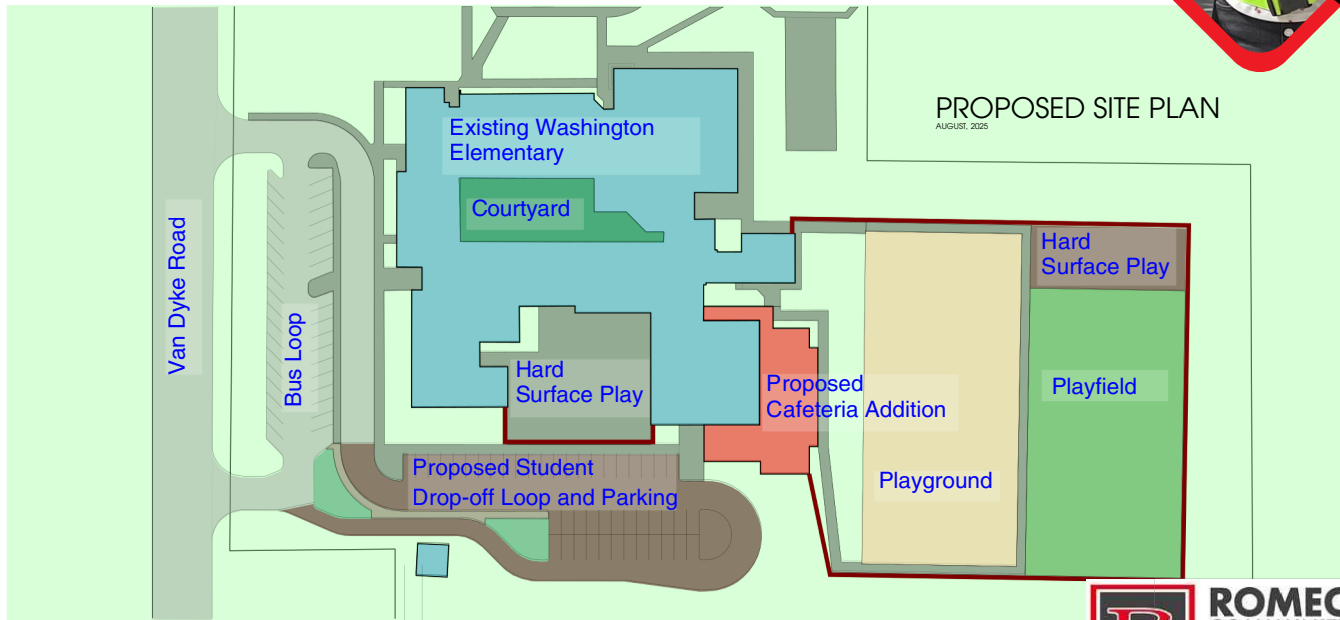 PROPOSED SITE PLAN
AUGUST, 2025
Existing Washington
Elementary
Courtyard
Van Dyke Road
Bus Loop
Hard
Surface Play
Hard
Surface Play
Proposed
Cafeteria Addition
Playfield
Playground
Proposed Student
Drop-off Loop and Parking
R
ROMEO